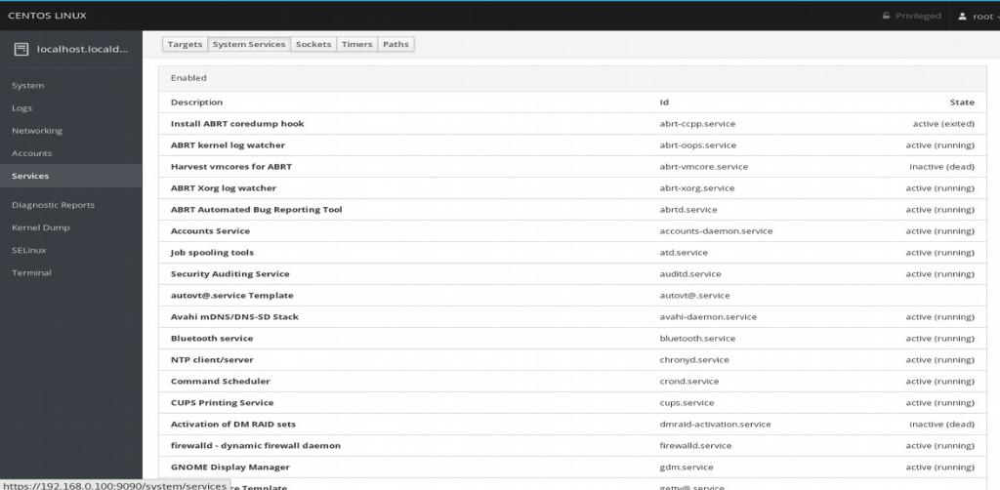 CENTOS LINUX
Privileged
root
localhost.locald...
System
Logs
Networking
Accounts
Services
Diagnostic Reports
Kernel Dump
SELinux
Terminal
Targets System Services Sockets Timers Paths
Enabled
Description Id State
Install ABRT coredump hook abrt-ccpp.service active (exited)
ABRT kernel log watcher abrt-oops.service active (running)
Harvest vmcores for ABRT abrt-vmcore.service inactive (dead)
ABRT Xorg log watcher abrt-xorg.service active (running)
ABRT Automated Bug Reporting Tool abrtd.service active (running)
Accounts Service accounts-daemon.service active (running)
Job spooling tools atd.service active (running)
Security Auditing Service auditd.service active (running)
autovt@.service Template autovt@.service
Avahi mDNS/DNS-SD Stack avahi-daemon.service active (running)
Bluetooth service bluetooth.service active (running)
NTP client/server chronyd.service active (running)
Command Scheduler crond.service active (running)
CUPS Printing Service cups.service active (running)
Activation of DM RAID sets dmraid-activation.service inactive (dead)
firewalld - dynamic firewall daemon firewalld.service active (running)
GNOME Display Manager gdm.service active (running)
Template getty@.service
https://192.168.0.100:9090/system/services